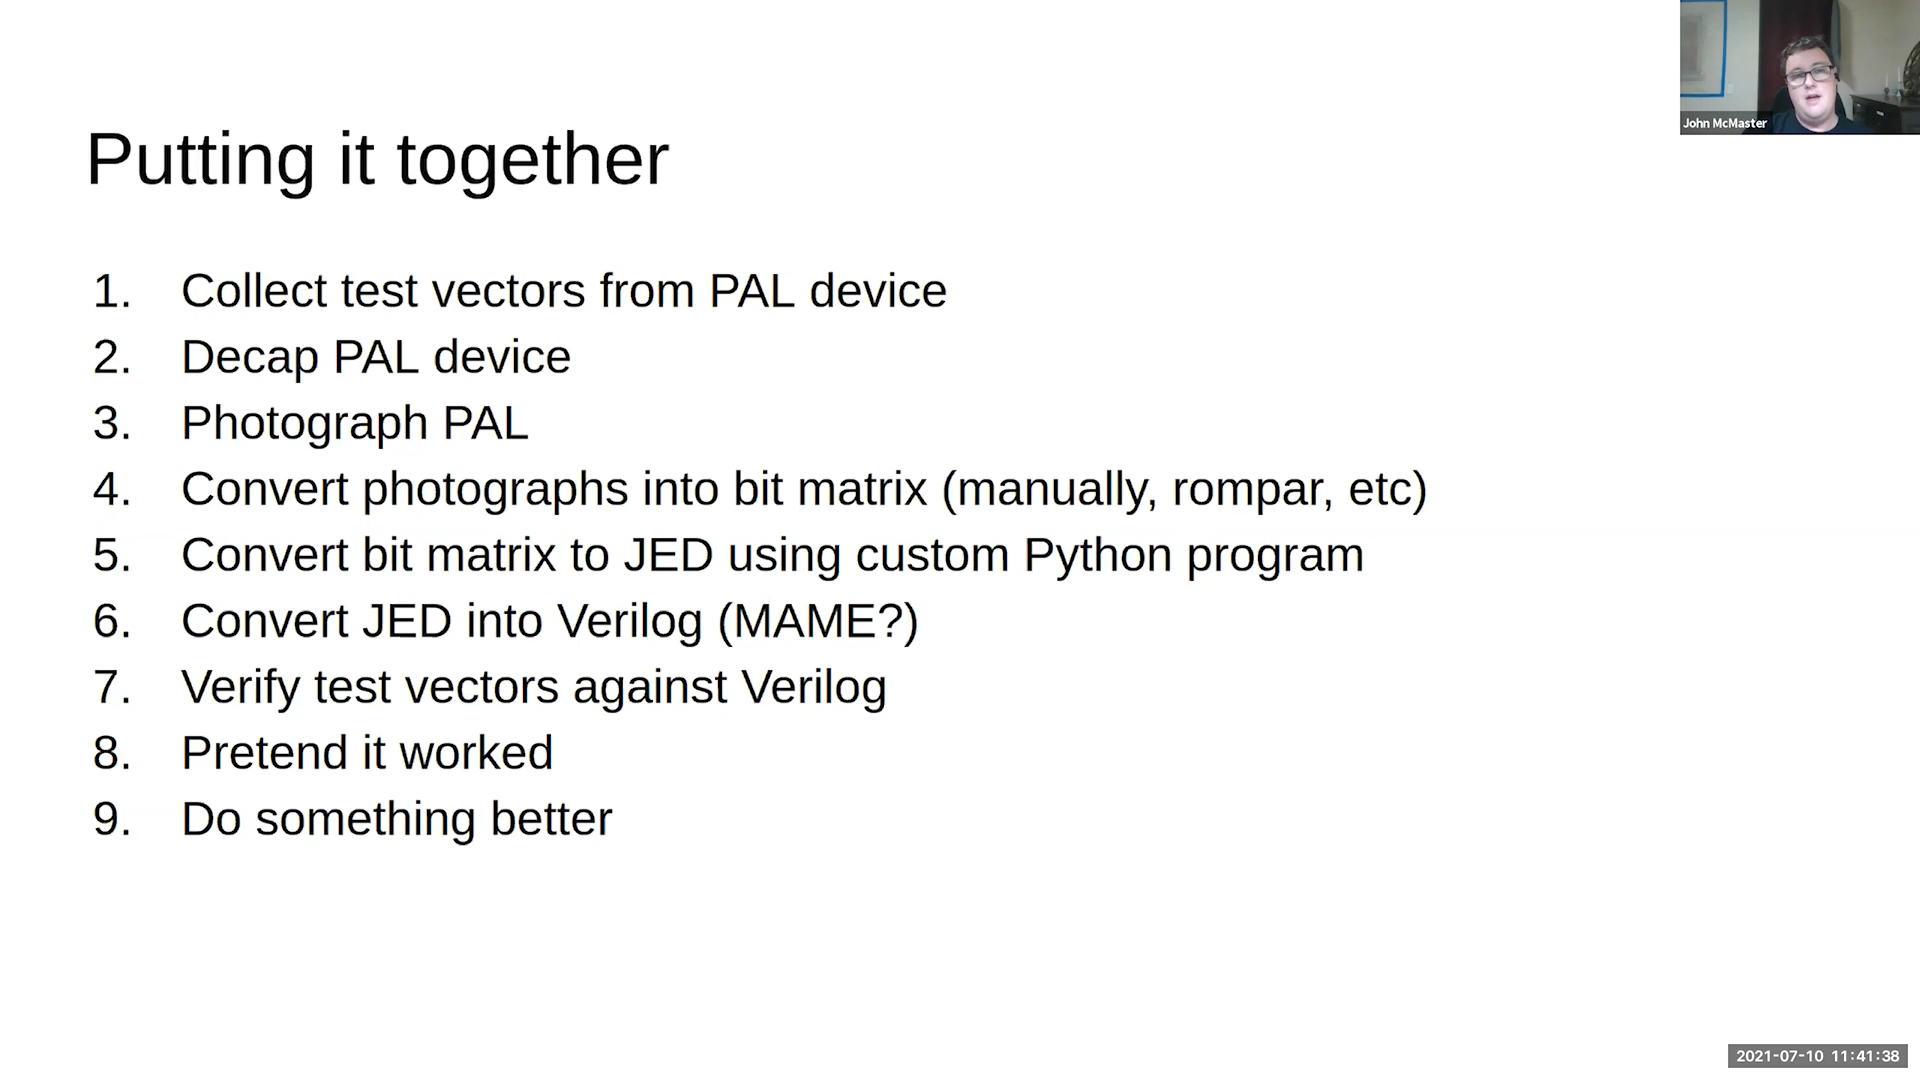 John McMaster
Putting it together
1. Collect test vectors from PAL device
2. Decap PAL device
3. Photograph PAL
4. Convert photographs into bit matrix (manually, rompar, etc)
5. Convert bit matrix to JED using custom Python program
6. Convert JED into Verilog (MAME?)
7. Verify test vectors against Verilog
8. Pretend it worked
9. Do something better
2021-07-10 11:41:38